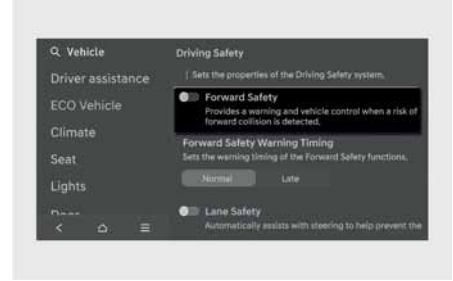 Vehicle
Driver assistance
ECO Vehicle
Climate
Seat
Lights
Driving Safety
Sets the properties of the Driving Safety system.
Forward Safety
Provides a warning and vehicle control when a risk of
forward collision is detected.
Forward Safety Warning Timing
Sets the warning timing of the Forward Safety functions.
Normal Late
Lane Safety
Automatically assists with steering to help prevent the